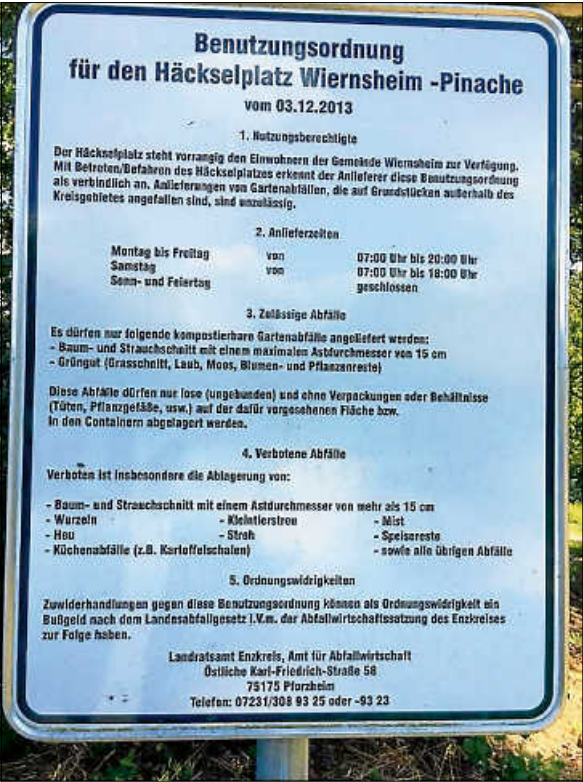 Benutzungsordnung
für den Häckselplatz Wiernsheim -Pinache
vom 03.12.2013
1. Nutzungsberechtigte
Der Häckselplatz steht vorrangig den Einwohnern der Gemeinde Wiernsheim zur Verfügung.
Mit Betreten/Befahren des Häckselplatzes erkennt der Anlieferer diese Benutzungsordnung
als verbindlich an. Anlieferungen von Gartenabfällen, die auf Grundstücken außerhalb des
Kreisgebietes angefallen sind, sind unzulässig.
2. Anlieferzeiten
Montag bis Freitag von 07:00 Uhr bis 20:00 Uhr
Samstag von 07:00 Uhr bis 18:00 Uhr
Sonn- und Feiertag geschlossen
3. Zulässige Abfälle
Es dürfen nur folgende kompostierbare Gartenabfälle angeliefert werden:
- Baum- und Strauchschnitt mit einem maximalen Astdurchmesser von 15 cm
- Grüngut (Grasschnitt, Laub, Moos, Blumen- und Pflanzenreste)
Diese Abfälle dürfen nur lose (ungebunden) und ohne Verpackungen oder Behältnisse
(Tüten, Pflanzgefäße, usw.) auf der dafür vorgesehenen Fläche bzw.
in den Containern abgelagert werden.
4. Verbotene Abfälle
Verboten ist insbesondere die Ablagerung von:
- Baum- und Strauchschnitt mit einem Astdurchmesser von mehr als 15 cm
- Wurzeln - Kleintierstreu - Mist
- Heu - Stroh - Speisereste
- Küchenabfälle (z.B. Kartoffelschalen) - sowie alle übrigen Abfälle
5. Ordnungswidrigkeiten
Zuwiderhandlungen gegen diese Benutzungsordnung können als Ordnungswidrigkeit ein
Bußgeld nach dem Landesabfallgesetz i.V.m. der Abfallwirtschaftssatzung des Enzkreises
zur Folge haben.
Landratsamt Enzkreis, Amt für Abfallwirtschaft
Östliche Karl-Friedrich-Straße 58
75175 Pforzheim
Telefon: 07231/308 93 25 oder -93 23